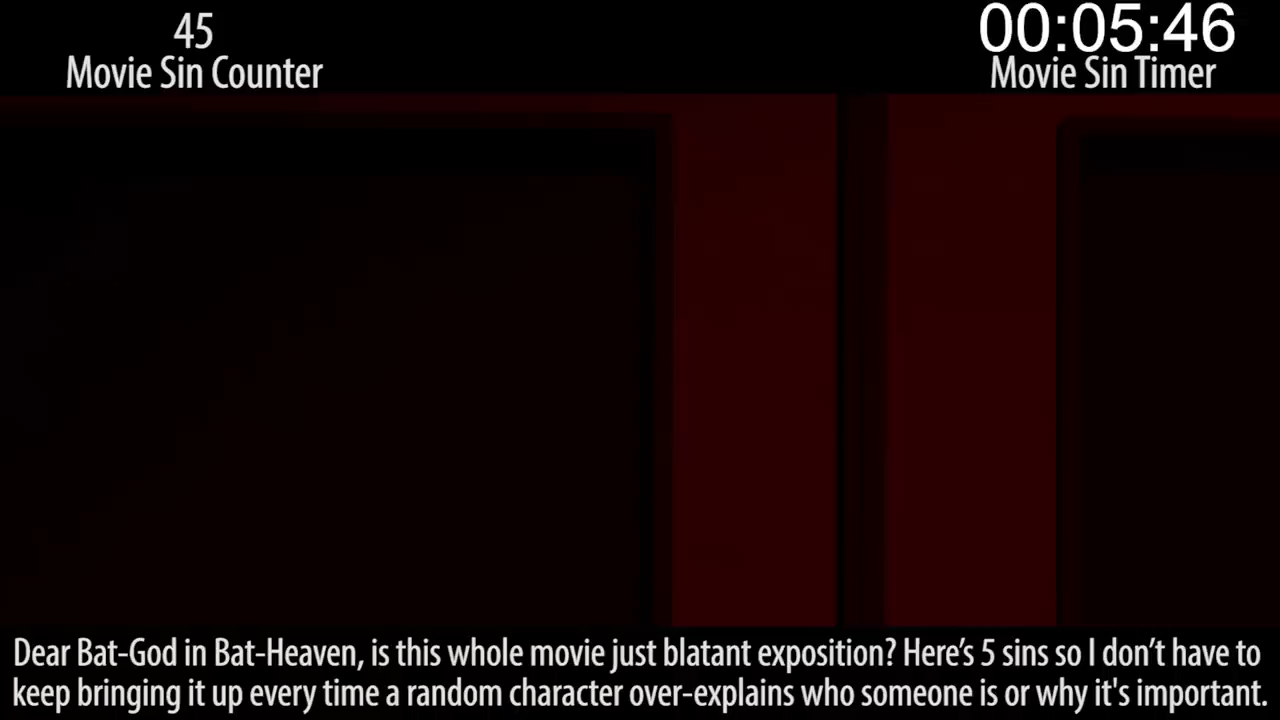 45
Movie Sin Counter
00:05:46
Movie Sin Timer
Dear Bat-God in Bat-Heaven, is this whole movie just blatant exposition? Here’s 5 sins so I don’t have to
keep bringing it up every time a random character over-explains who someone is or why it's important.